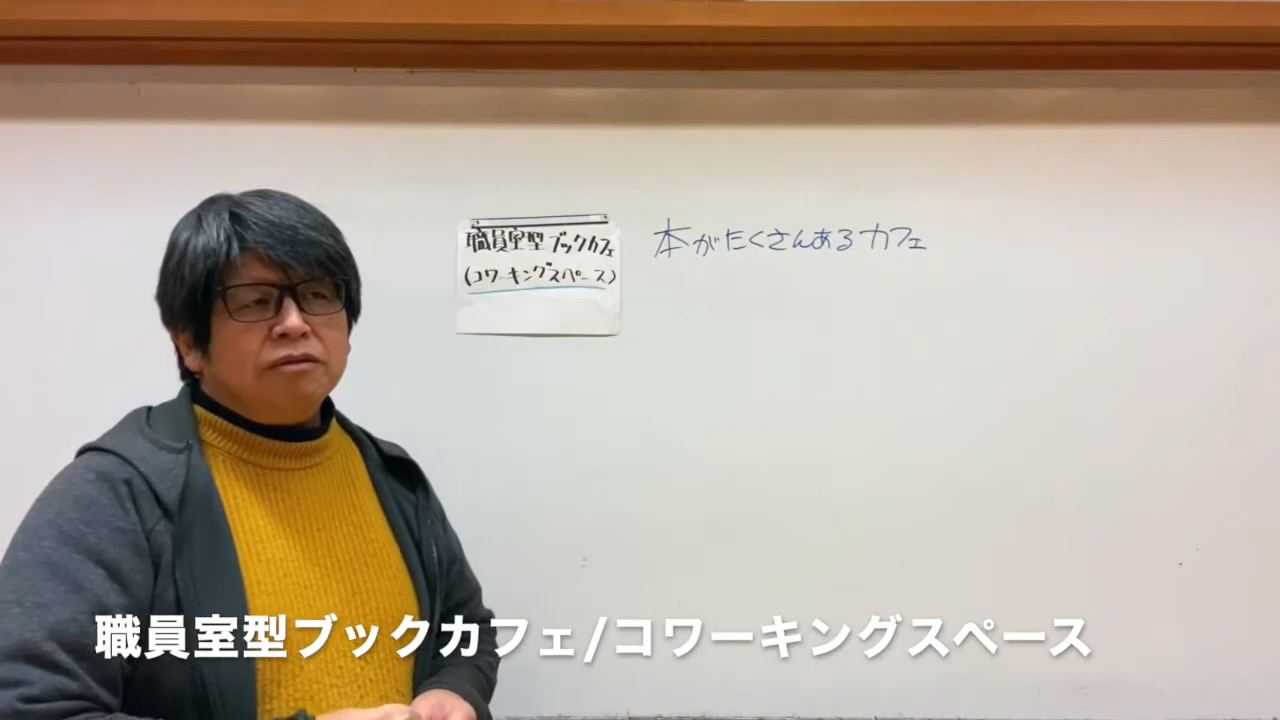 職員室型ブックカフェ
(コワーキングスペース)
本がたくさんあるカフェ
職員室型ブックカフェ/コワーキングスペース